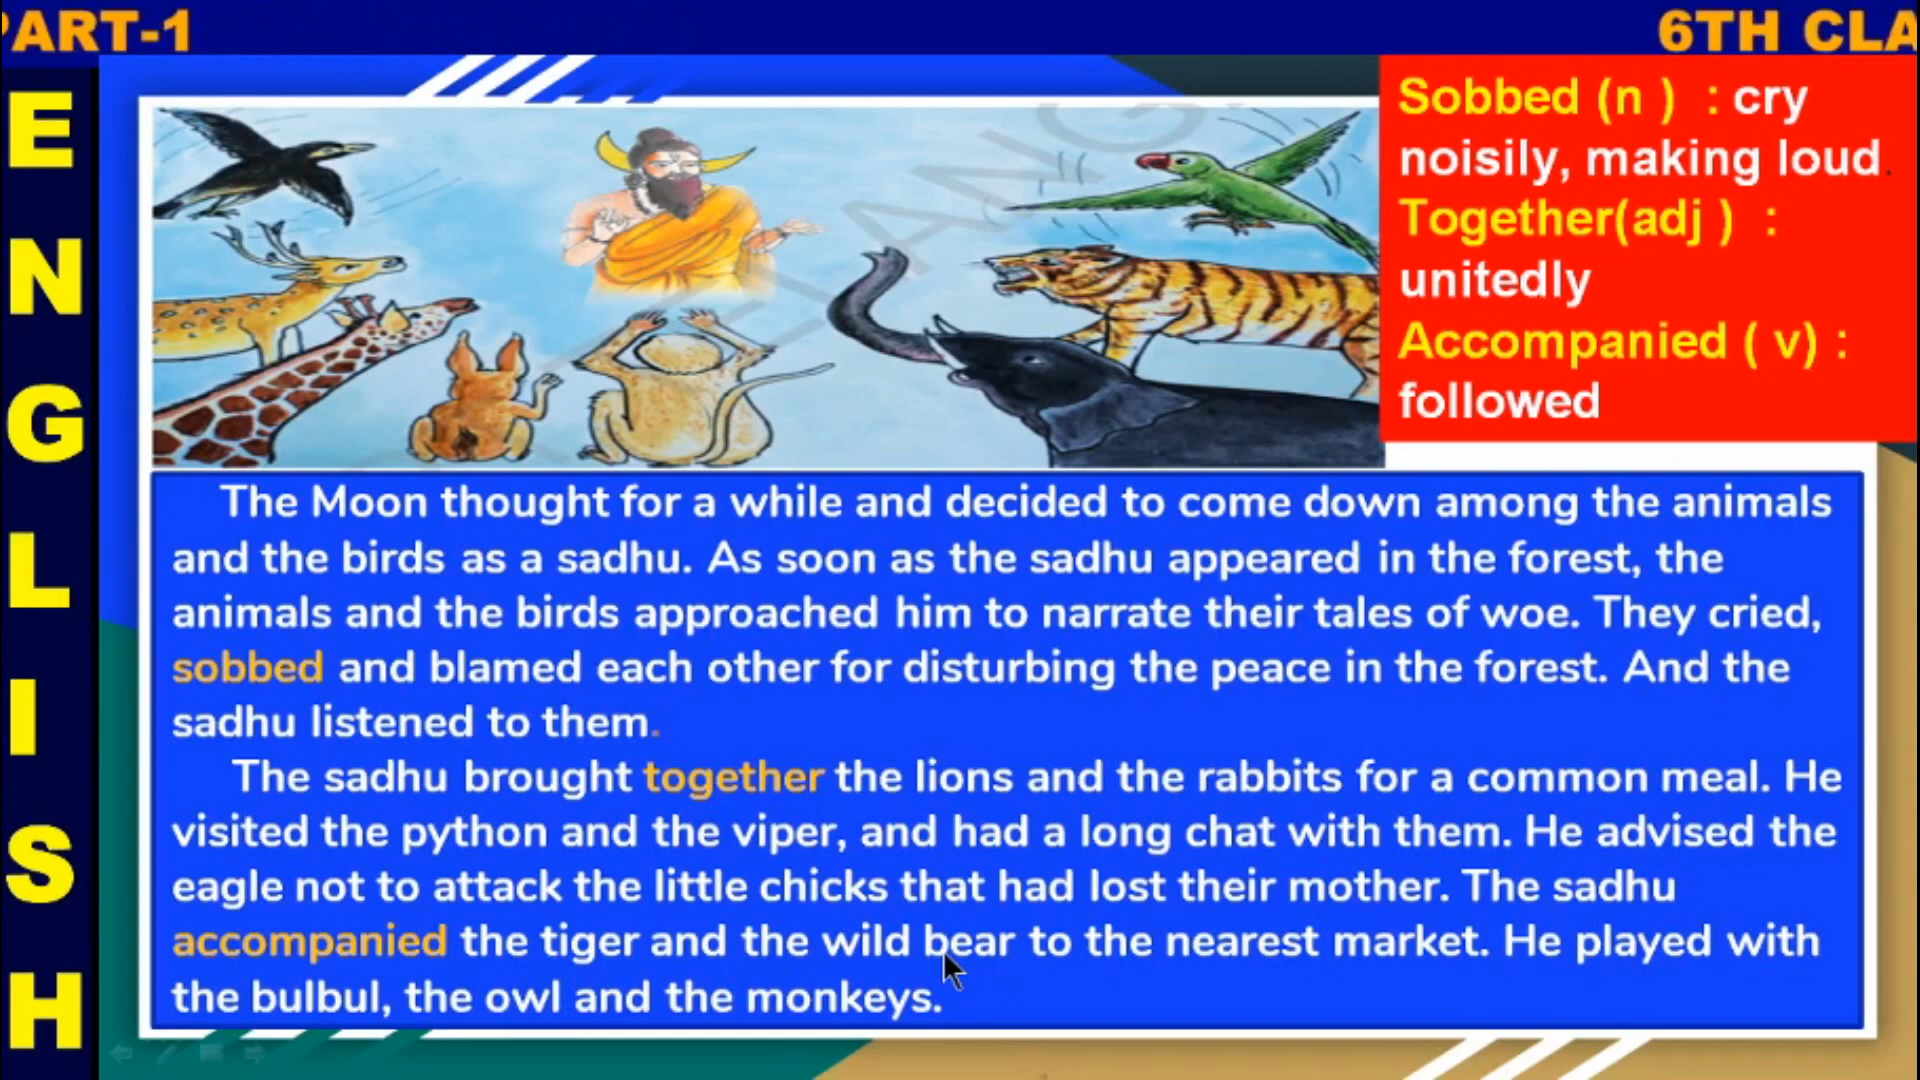 PART-1
6TH CLA
ENGLISH
Sobbed (n ) : cry
noisily, making loud.
Together(adj ) :
unitedly
Accompanied ( v) :
followed
The Moon thought for a while and decided to come down among the animals
and the birds as a sadhu. As soon as the sadhu appeared in the forest, the
animals and the birds approached him to narrate their tales of woe. They cried,
sobbed and blamed each other for disturbing the peace in the forest. And the
sadhu listened to them.
The sadhu brought together the lions and the rabbits for a common meal. He
visited the python and the viper, and had a long chat with them. He advised the
eagle not to attack the little chicks that had lost their mother. The sadhu
accompanied the tiger and the wild bear to the nearest market. He played with
the bulbul, the owl and the monkeys.